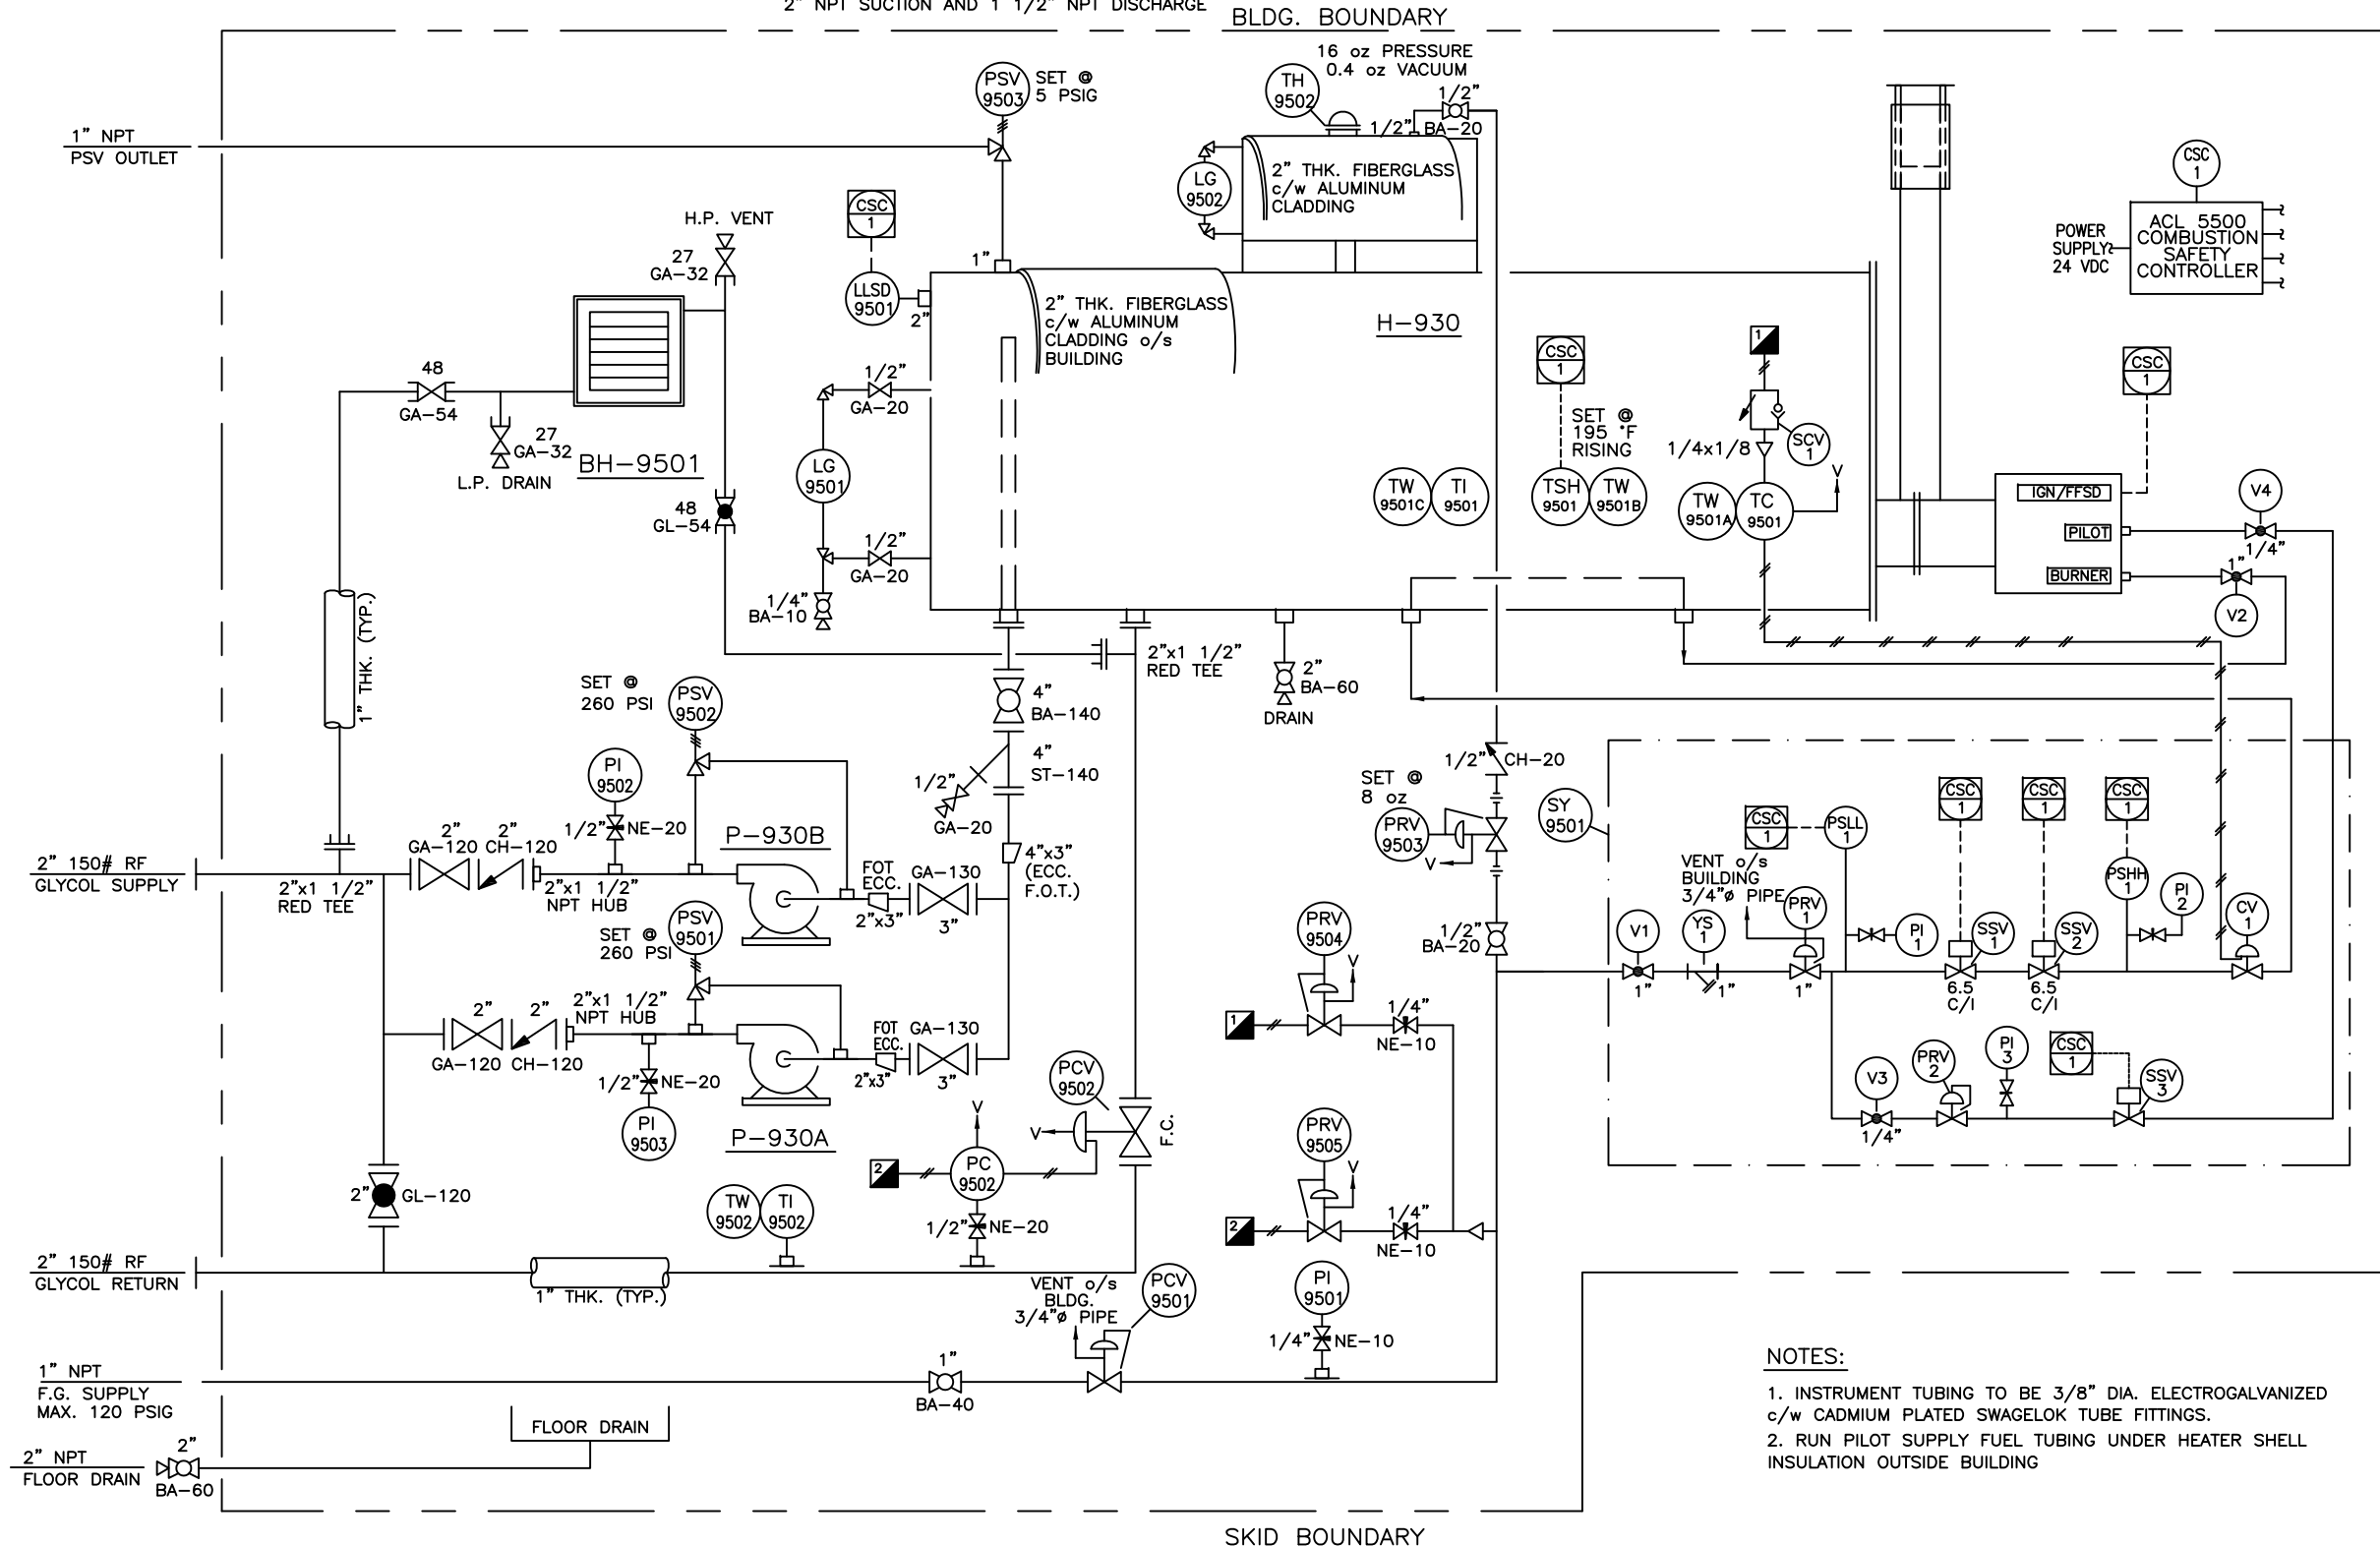 2" NPT SUCTION AND 1 1/2" NPT DISCHARGE
BLDG. BOUNDARY
16 oz PRESSURE
0.4 oz VACUUM
PSV
9503
SET @
5 PSIG
TH
9502
1/2"
1/2"
BA-20
1" NPT
PSV OUTLET
LG
9502
2" THK. FIBERGLASS
c/w ALUMINUM
CLADDING
CSC
1
H.P. VENT
27
GA-32
CSC
1
1"
LLSD
9501
2"
2" THK. FIBERGLASS
c/w ALUMINUM
CLADDING o/s
BUILDING
H-930
POWER
SUPPLY
24 VDC
ACL 5500
COMBUSTION
SAFETY
CONTROLLER
CSC
1
1
CSC
1
48
GA-54
27
GA-32
L.P. DRAIN
BH-9501
1/2"
GA-20
LG
9501
1/2"
GA-20
1/4"
BA-10
48
GL-54
SET @
195 °F
RISING
1/4x1/8
SCV
1
V
TW
9501C
TI
9501
TSH
9501
TW
9501B
TW
9501A
TC
9501
IGN/FFSD
PILOT
BURNER
V4
1/4"
1"
V2
1" THK. (TYP.)
2"x1 1/2"
RED TEE
2"
BA-60
DRAIN
SET @
260 PSI
PSV
9502
4"
BA-140
4"
ST-140
1/2"
GA-20
PI
9502
1/2"
NE-20
P-930B
4"x3"
(ECC.
F.O.T.)
1/2"
CH-20
SET @
8 oz
PRV
9503
V
SY
9501
CSC
1
PSLL
1
CSC
1
CSC
1
CSC
1
PSHH
1
PI
2
2" 150# RF
GLYCOL SUPPLY
2"x1 1/2"
RED TEE
2"
GA-120
2"
CH-120
2"x1 1/2"
NPT HUB
FOT
ECC.
2"x3"
GA-130
3"
VENT o/s
BUILDING
3/4"ø PIPE
PRV
1
V1
1"
YS
1
1"
1"
PI
1
SSV
1
6.5
C/I
SSV
2
6.5
C/I
CV
1
SET @
260 PSI
PSV
9501
1/2"
BA-20
PRV
9504
V
1
1/4"
NE-10
2"
GA-120
2"
CH-120
2"x1 1/2"
NPT HUB
1/2"
NE-20
PI
9503
P-930A
FOT
ECC.
2"x3"
GA-130
3"
PCV
9502
V
F.C.
V
2
PC
9502
1/2"
NE-20
V3
1/4"
PRV
2
PI
3
CSC
1
SSV
3
PRV
9505
V
2
1/4"
NE-10
2"
GL-120
TW
9502
TI
9502
2" 150# RF
GLYCOL RETURN
1" THK. (TYP.)
VENT o/s
BLDG.
3/4"ø PIPE
PCV
9501
PI
9501
1/4"
NE-10
1" NPT
F.G. SUPPLY
MAX. 120 PSIG
1"
BA-40
FLOOR DRAIN
2" NPT
FLOOR DRAIN
2"
BA-60
NOTES:
1. INSTRUMENT TUBING TO BE 3/8" DIA. ELECTROGALVANIZED
c/w CADMIUM PLATED SWAGELOK TUBE FITTINGS.
2. RUN PILOT SUPPLY FUEL TUBING UNDER HEATER SHELL
INSULATION OUTSIDE BUILDING
SKID BOUNDARY